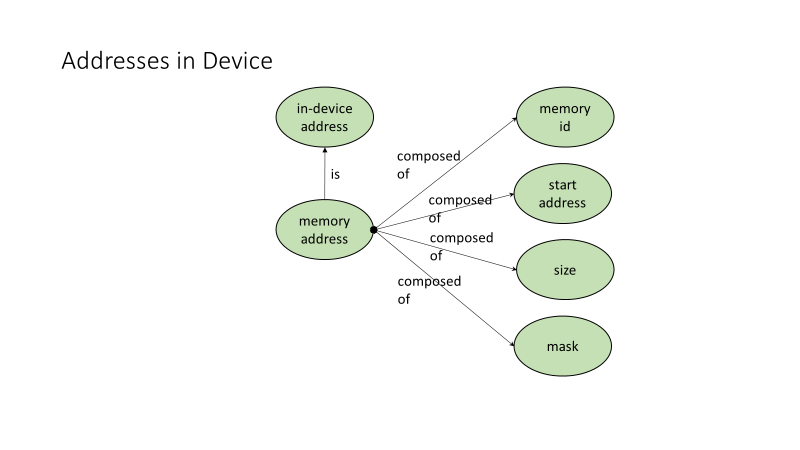 Addresses in Device
in-device
address
memory
id
composed
of
is
start
address
composed
of
memory
address
composed
of
size
composed
of
mask